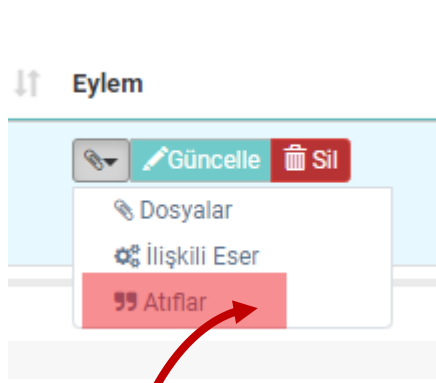 Eylem
Güncelle Sil
Dosyalar
İlişkili Eser
Atıflar